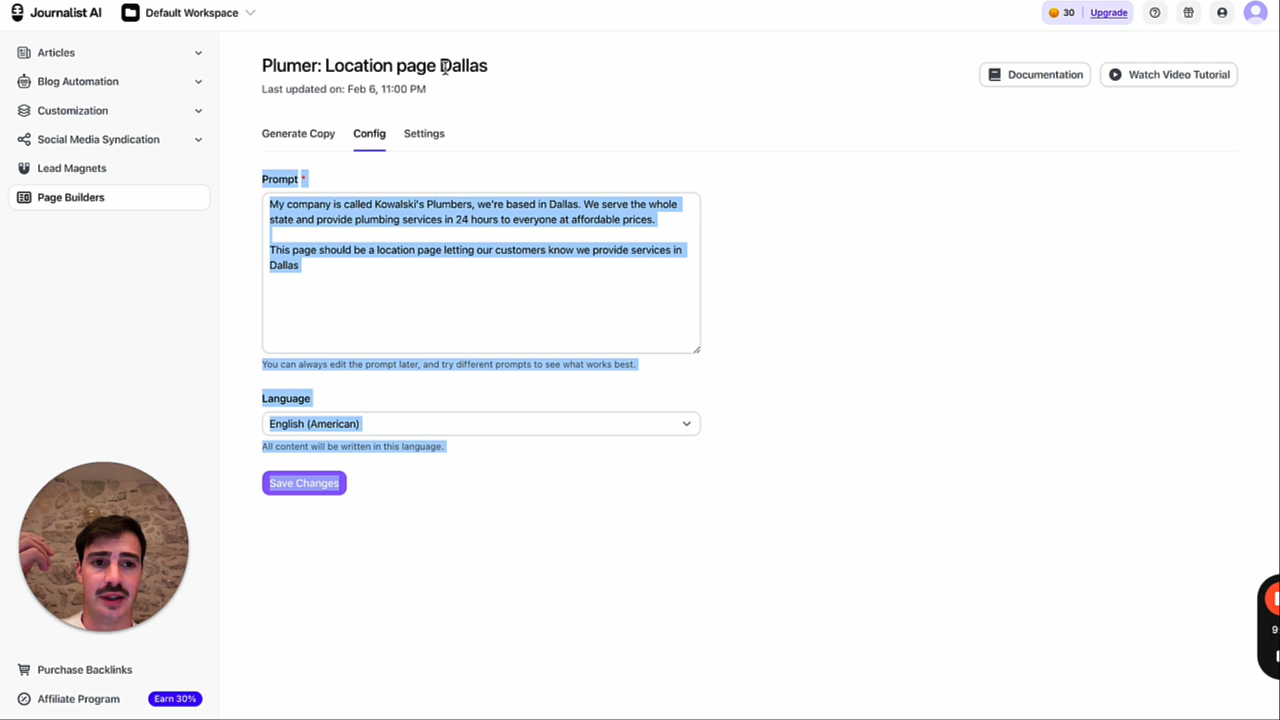 Journalist AI
Default Workspace
30
Upgrade
Articles
Blog Automation
Customization
Social Media Syndication
Lead Magnets
Page Builders
Purchase Backlinks
Affiliate Program
Earn 30%
Plumer: Location page Dallas
Last updated on: Feb 6, 11:00 PM
Documentation
Watch Video Tutorial
Generate Copy
Config
Settings
Prompt *
My company is called Kowalski's Plumbers, we're based in Dallas. We serve the whole
state and provide plumbing services in 24 hours to everyone at affordable prices.
This page should be a location page letting our customers know we provide services in
Dallas
You can always edit the prompt later, and try different prompts to see what works best.
Language
English (American)
All content will be written in this language.
Save Changes